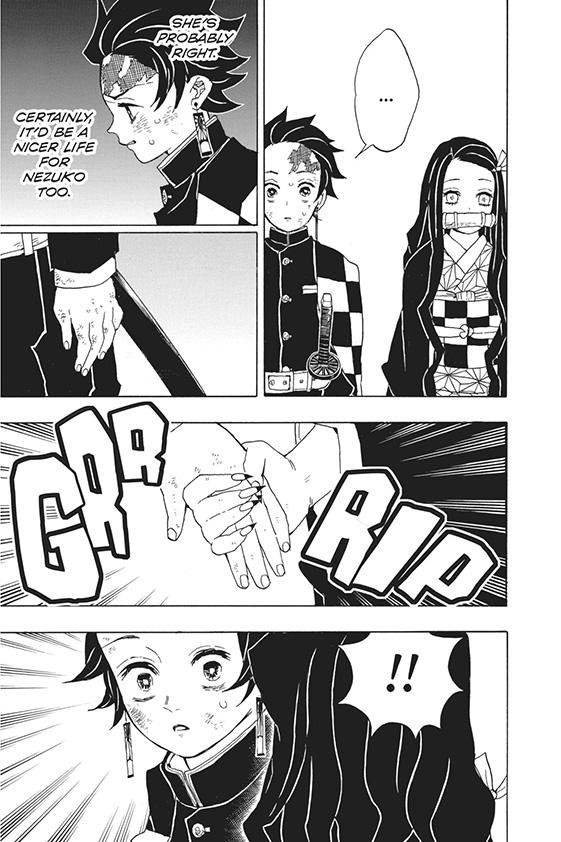 ...
SHE'S
PROBABLY
RIGHT.
CERTAINLY,
IT'D BE A
NICER LIFE
FOR
NEZUKO
TOO.
GRR
RIP
!!